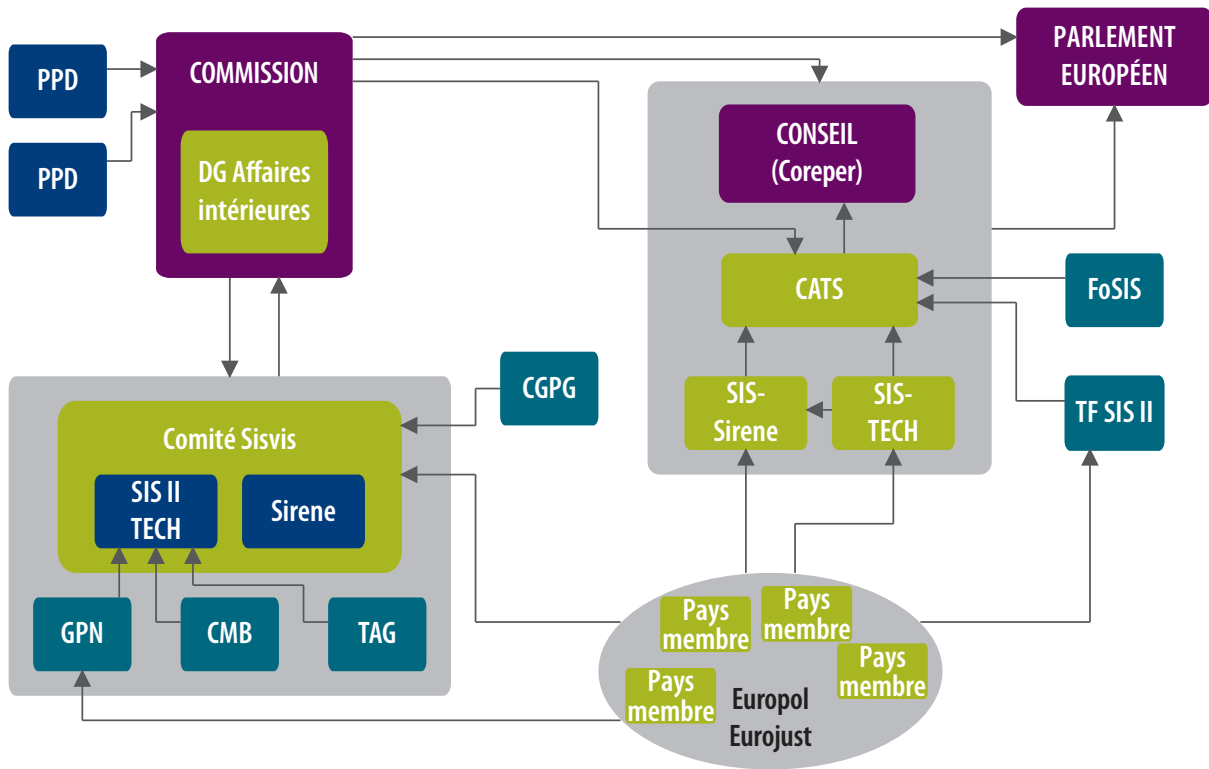 PPD
PPD
COMMISSION
DG Affaires
intérieures
PARLEMENT
EUROPÉEN
CONSEIL
(Coreper)
CATS
FoSIS
SIS-
Sirene
SIS-
TECH
TF SIS II
CGPG
Comité Sisvis
SIS II
TECH
Sirene
GPN
CMB
TAG
Pays
membre
Pays
membre
Pays
membre
Pays
membre
Europol
Eurojust